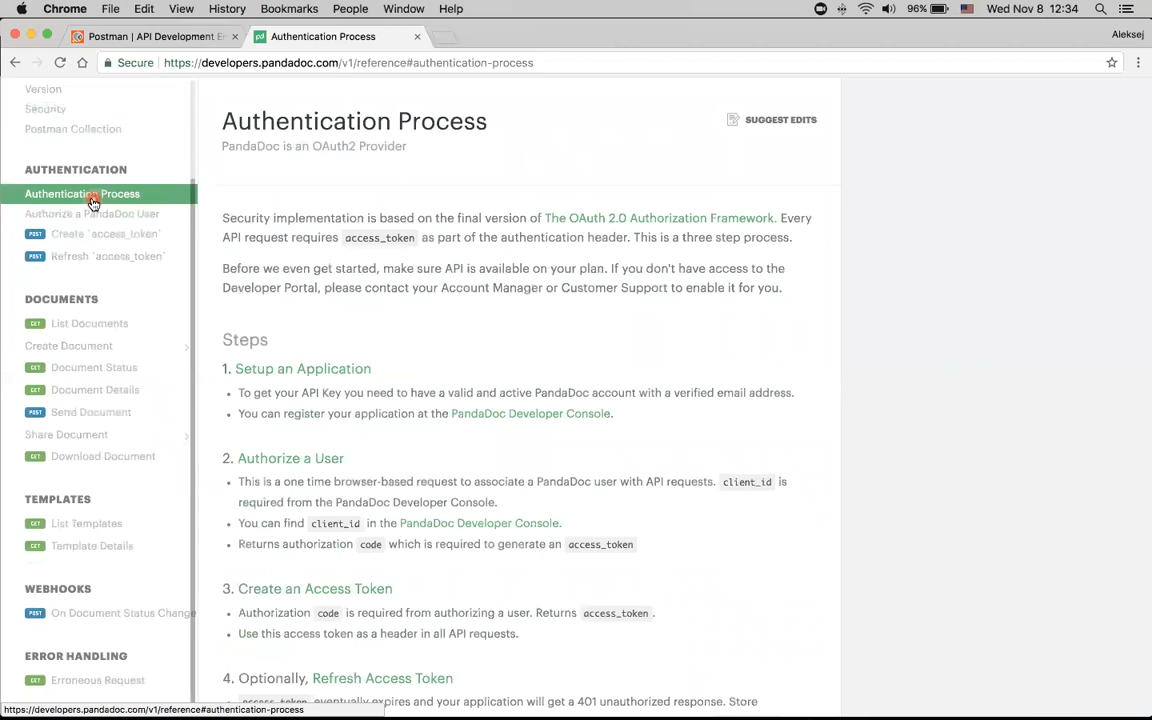 Chrome File Edit View History Bookmarks People Window Help 96% Wed Nov 8 12:34
Postman | API Development En × Authentication Process × Aleksej
Secure https://developers.pandadoc.com/v1/reference#authentication-process
Version
Security
Postman Collection
AUTHENTICATION
Authentication Process
Authorize a PandaDoc User
POST Create `access_token`
POST Refresh `access_token`
DOCUMENTS
GET List Documents
Create Document
GET Document Status
GET Document Details
POST Send Document
Share Document
GET Download Document
TEMPLATES
GET List Templates
GET Template Details
WEBHOOKS
POST On Document Status Change
ERROR HANDLING
GET Erroneous Request
https://developers.pandadoc.com/v1/reference#authentication-process
Authentication Process
SUGGEST EDITS
PandaDoc is an OAuth2 Provider
Security implementation is based on the final version of The OAuth 2.0 Authorization Framework. Every
API request requires access_token as part of the authentication header. This is a three step process.
Before we even get started, make sure API is available on your plan. If you don't have access to the
Developer Portal, please contact your Account Manager or Customer Support to enable it for you.
Steps
1. Setup an Application
• To get your API Key you need to have a valid and active PandaDoc account with a verified email address.
• You can register your application at the PandaDoc Developer Console.
2. Authorize a User
• This is a one time browser-based request to associate a PandaDoc user with API requests. client_id is
required from the PandaDoc Developer Console.
• You can find client_id in the PandaDoc Developer Console.
• Returns authorization code which is required to generate an access_token
3. Create an Access Token
• Authorization code is required from authorizing a user. Returns access_token.
• Use this access token as a header in all API requests.
4. Optionally, Refresh Access Token
• access_token eventually expires and your application will get a 401 unauthorized response. Store